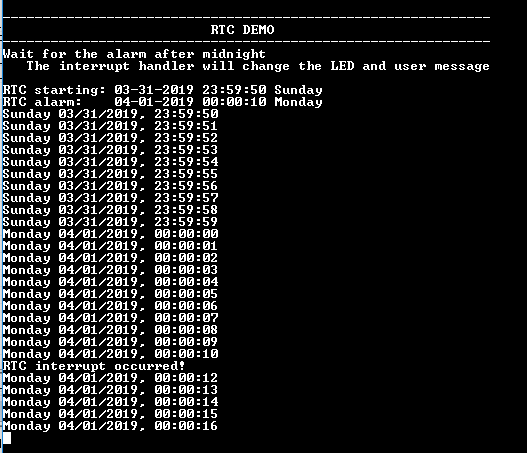 RTC DEMO
Wait for the alarm after midnight
The interrupt handler will change the LED and user message
RTC starting: 03-31-2019 23:59:50 Sunday
RTC alarm: 04-01-2019 00:00:10 Monday
Sunday 03/31/2019, 23:59:50
Sunday 03/31/2019, 23:59:51
Sunday 03/31/2019, 23:59:52
Sunday 03/31/2019, 23:59:53
Sunday 03/31/2019, 23:59:54
Sunday 03/31/2019, 23:59:55
Sunday 03/31/2019, 23:59:56
Sunday 03/31/2019, 23:59:57
Sunday 03/31/2019, 23:59:58
Sunday 03/31/2019, 23:59:59
Monday 04/01/2019, 00:00:00
Monday 04/01/2019, 00:00:01
Monday 04/01/2019, 00:00:02
Monday 04/01/2019, 00:00:03
Monday 04/01/2019, 00:00:04
Monday 04/01/2019, 00:00:05
Monday 04/01/2019, 00:00:06
Monday 04/01/2019, 00:00:07
Monday 04/01/2019, 00:00:08
Monday 04/01/2019, 00:00:09
Monday 04/01/2019, 00:00:10
RTC interrupt occurred!
Monday 04/01/2019, 00:00:12
Monday 04/01/2019, 00:00:13
Monday 04/01/2019, 00:00:14
Monday 04/01/2019, 00:00:15
Monday 04/01/2019, 00:00:16